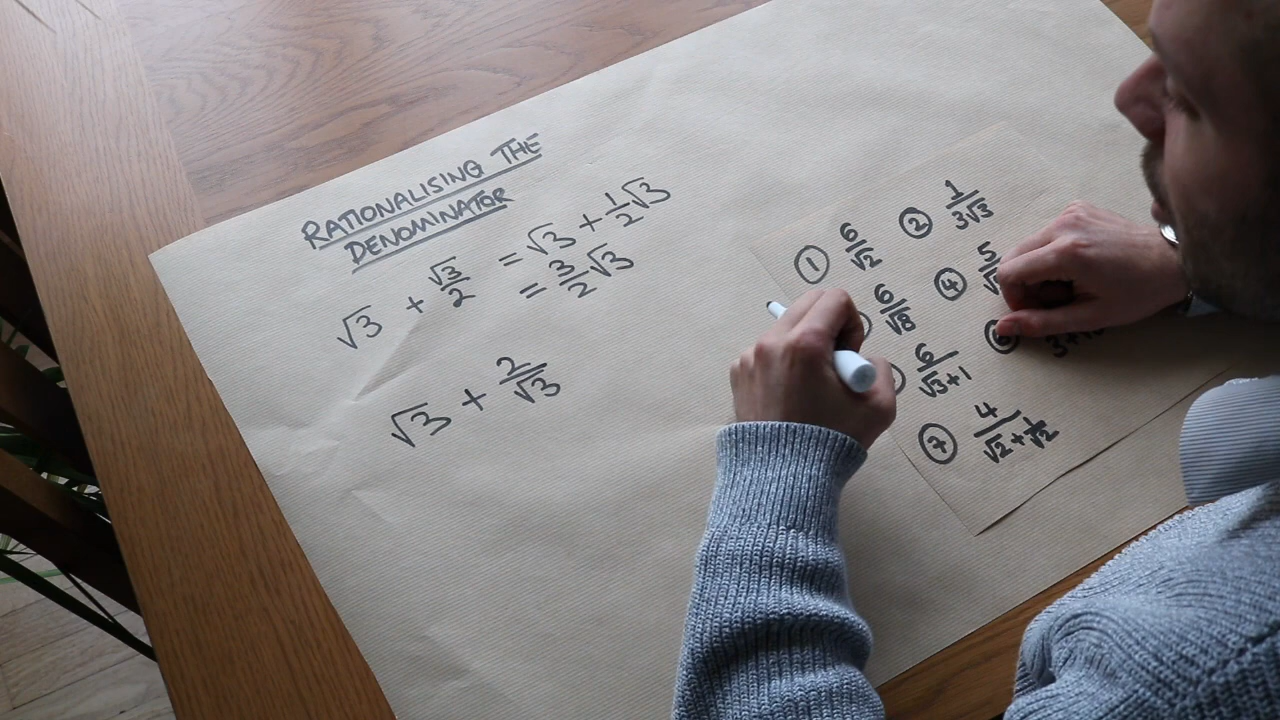 RATIONALISING THE
DENOMINATOR
√3 + √3/2 = √3 + 1/2 √3
= 3/2 √3
√3 + 2/√3
① 6/√2 ② 1/3√3
6/√8 ④
6/√3+1 ⑥
⑦ 4/√2+1/√2